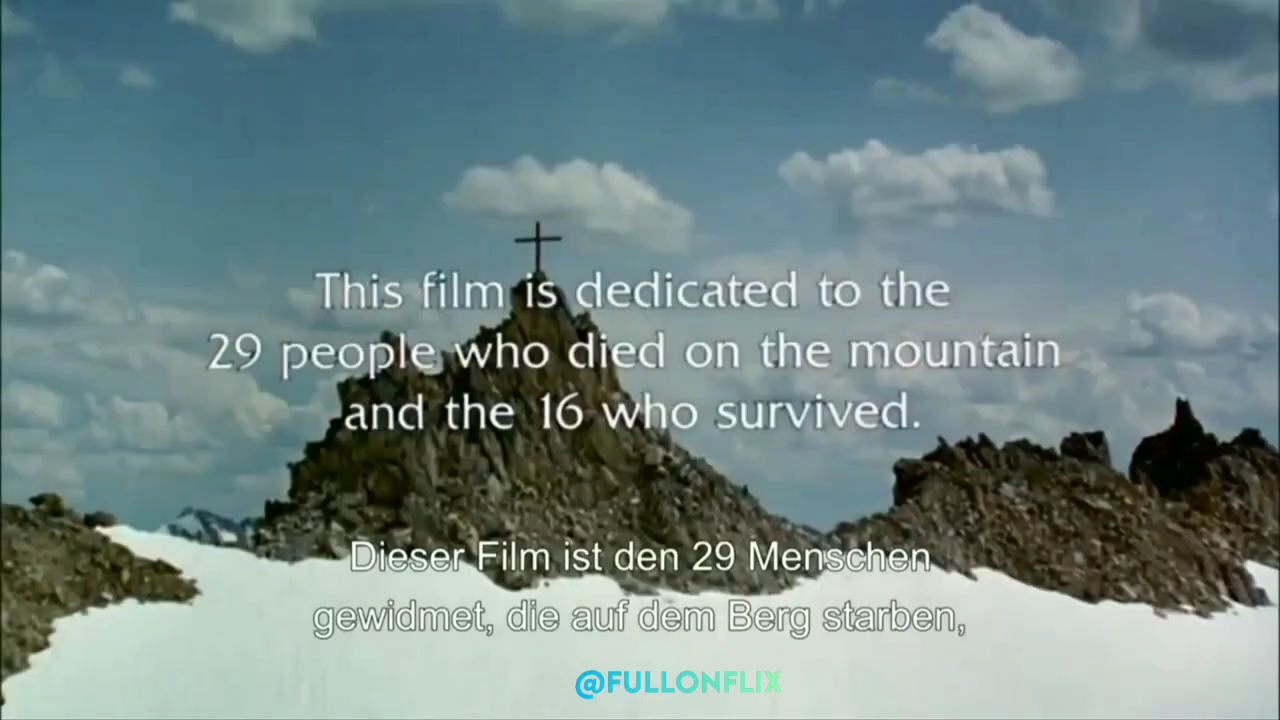 This film is dedicated to the
29 people who died on the mountain
and the 16 who survived.
Dieser Film ist den 29 Menschen
gewidmet, die auf dem Berg starben,
@FULLONFLIX